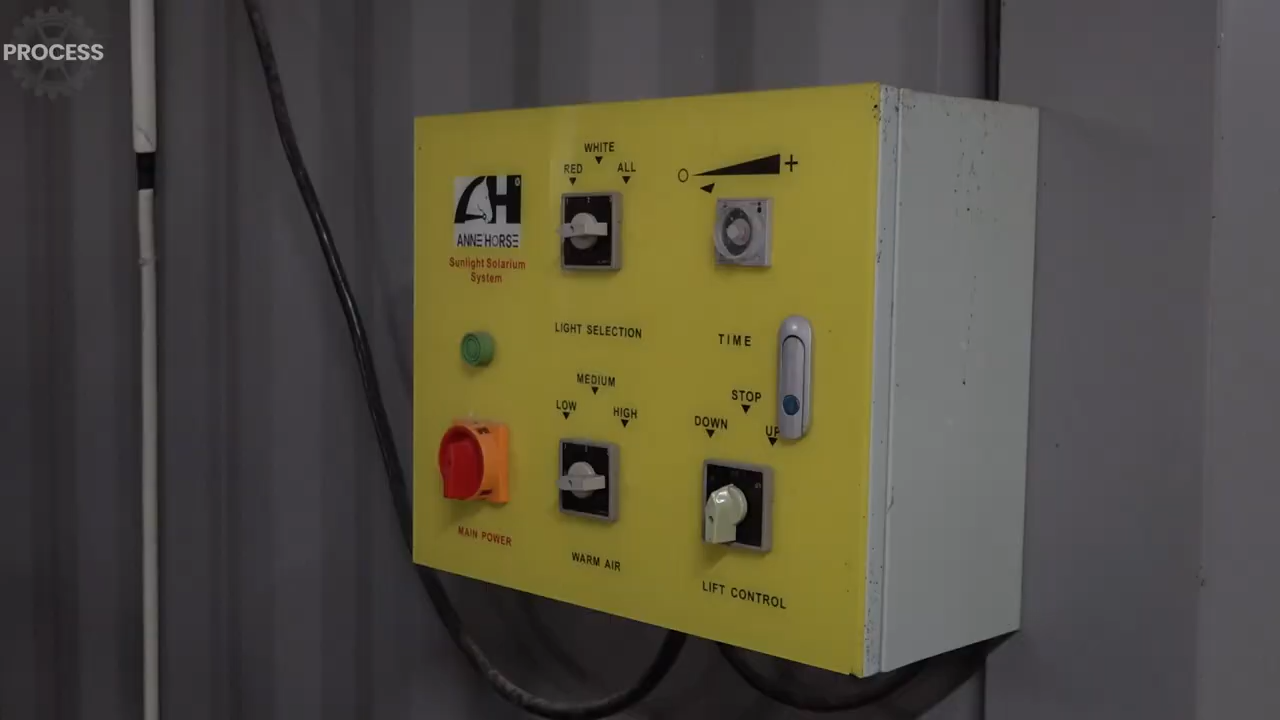 PROCESS
AH
ANNE HORSE
Sunlight Solarium
System
WHITE
RED
ALL
O
+
LIGHT SELECTION
TIME
MEDIUM
LOW
HIGH
STOP
DOWN
UP
MAIN POWER
WARM AIR
LIFT CONTROL